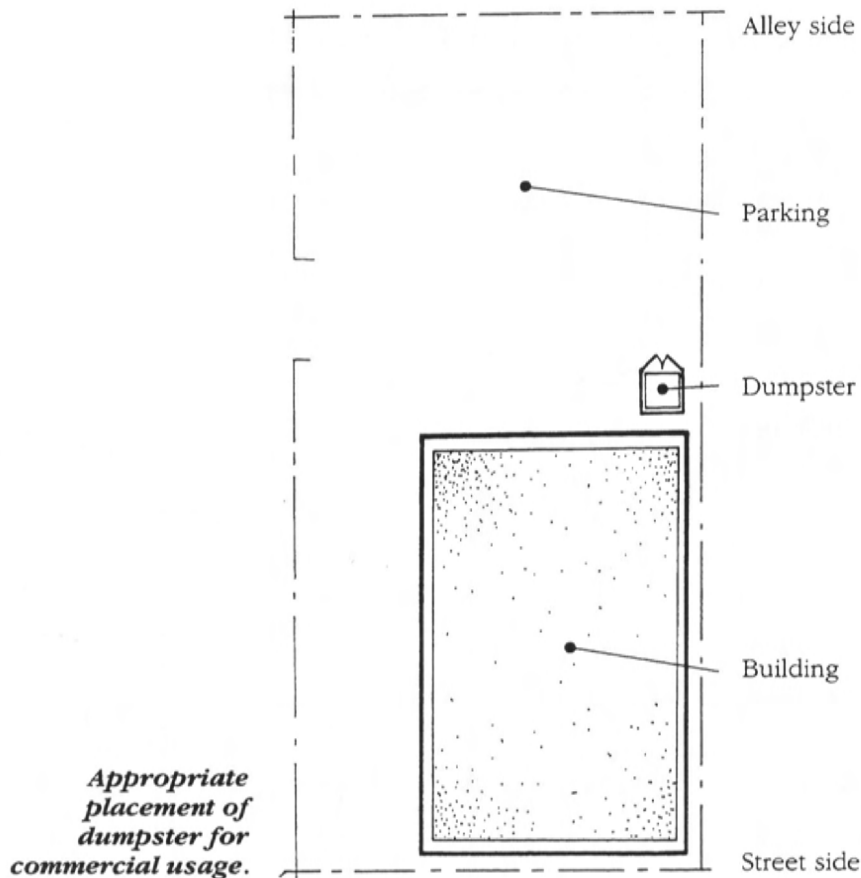 Alley side
Parking
Dumpster
Building
Appropriate
placement of
dumpster for
commercial usage.
Street side